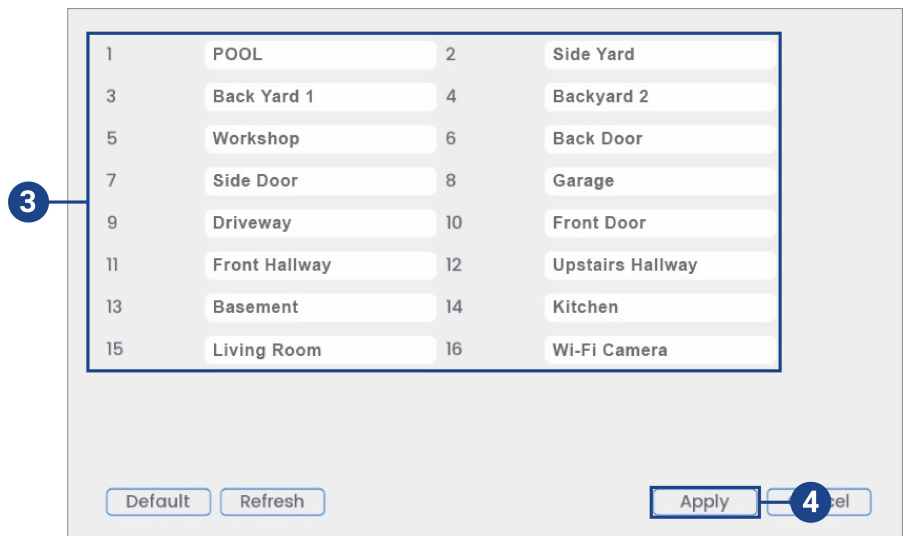 1 POOL 2 Side Yard
3 Back Yard 1 4 Backyard 2
5 Workshop 6 Back Door
7 Side Door 8 Garage
3
9 Driveway 10 Front Door
11 Front Hallway 12 Upstairs Hallway
13 Basement 14 Kitchen
15 Living Room 16 Wi-Fi Camera
Default Refresh Apply 4